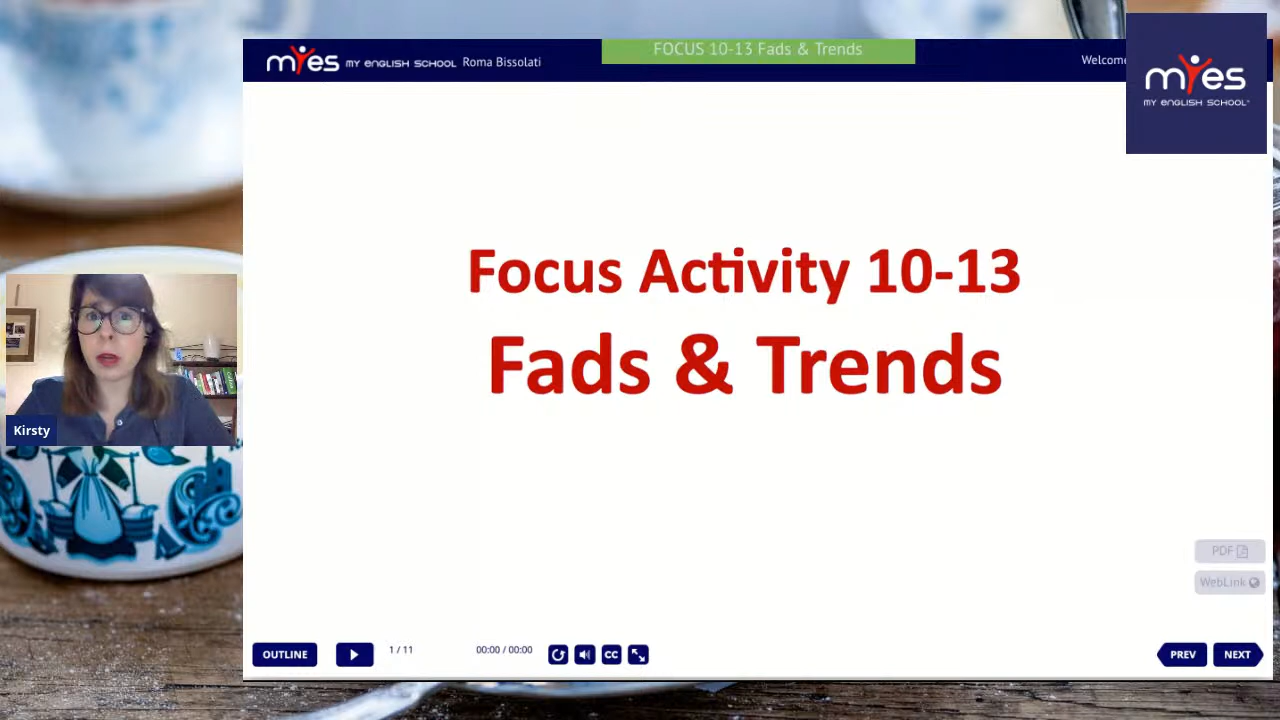 FOCUS 10-13 Fads & Trends
myes MY ENGLISH SCHOOL Roma Bissolati
Welcome
myes
MY ENGLISH SCHOOL
Focus Activity 10-13
Fads & Trends
Kirsty
PDF
WebLink
OUTLINE
1 / 11
00:00 / 00:00
CC
PREV
NEXT